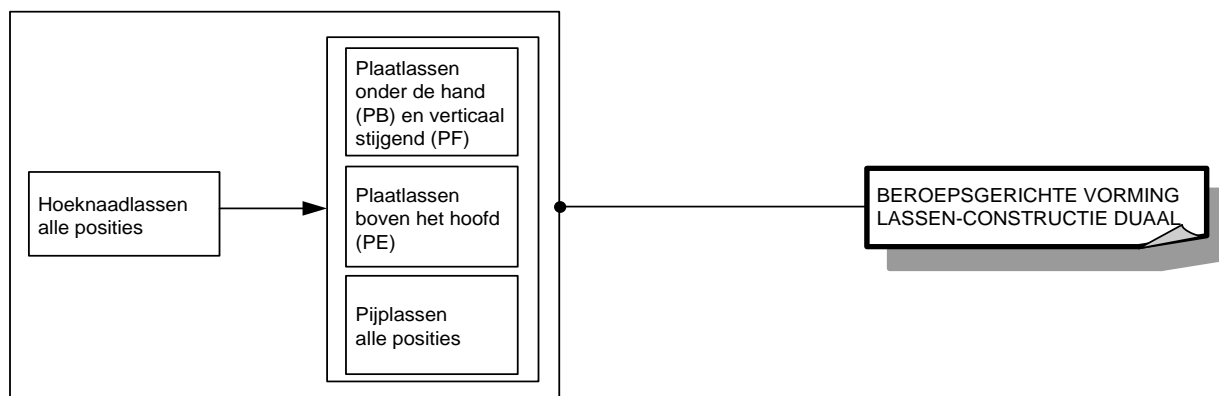 Hoeknaadlassen
alle posities
Plaatlassen
onder de hand
(PB) en verticaal
stijgend (PF)
Plaatlassen
boven het hoofd
(PE)
Pijplassen
alle posities
BEROEPSGERICHTE VORMING
LASSEN-CONSTRUCTIE DUAAL